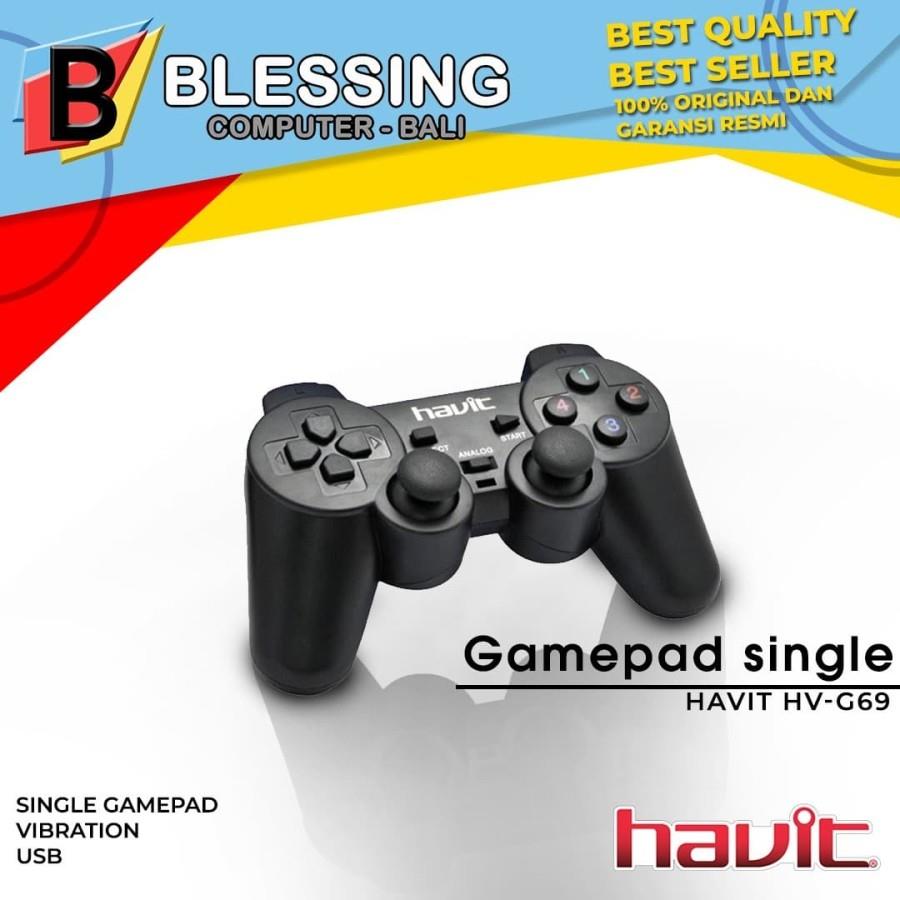 B
BLESSING
COMPUTER - BALI
BEST QUALITY
BEST SELLER
100% ORIGINAL DAN
GARANSI RESMI
havit
START
ANALOG
1
2
3
4
Gamepad single
HAVIT HV-G69
SINGLE GAMEPAD
VIBRATION
USB
havit®